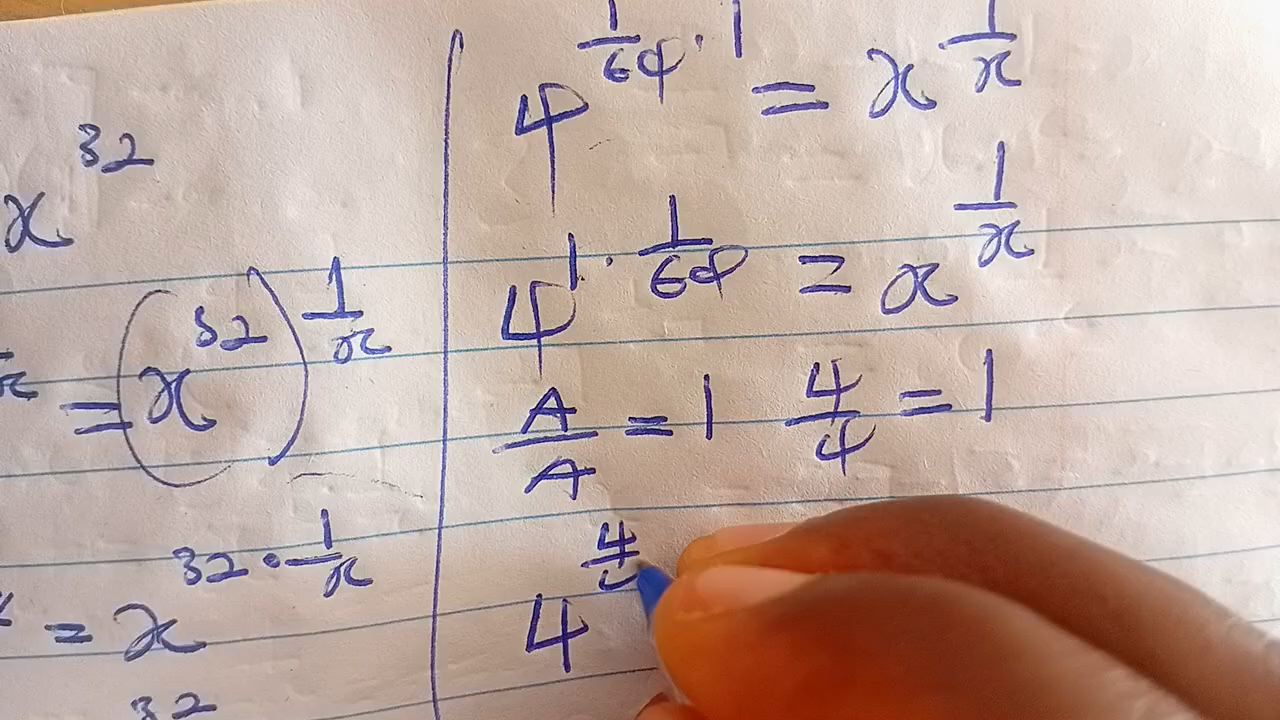 x^32
= (x^32)^(1/x)
= x^(32 · 1/x)
32
4^(1/64 · 1) = x^(1/x)
4^(1 · 1/64) = x^(1/x)
A/A = 1 4/4 = 1
4^4